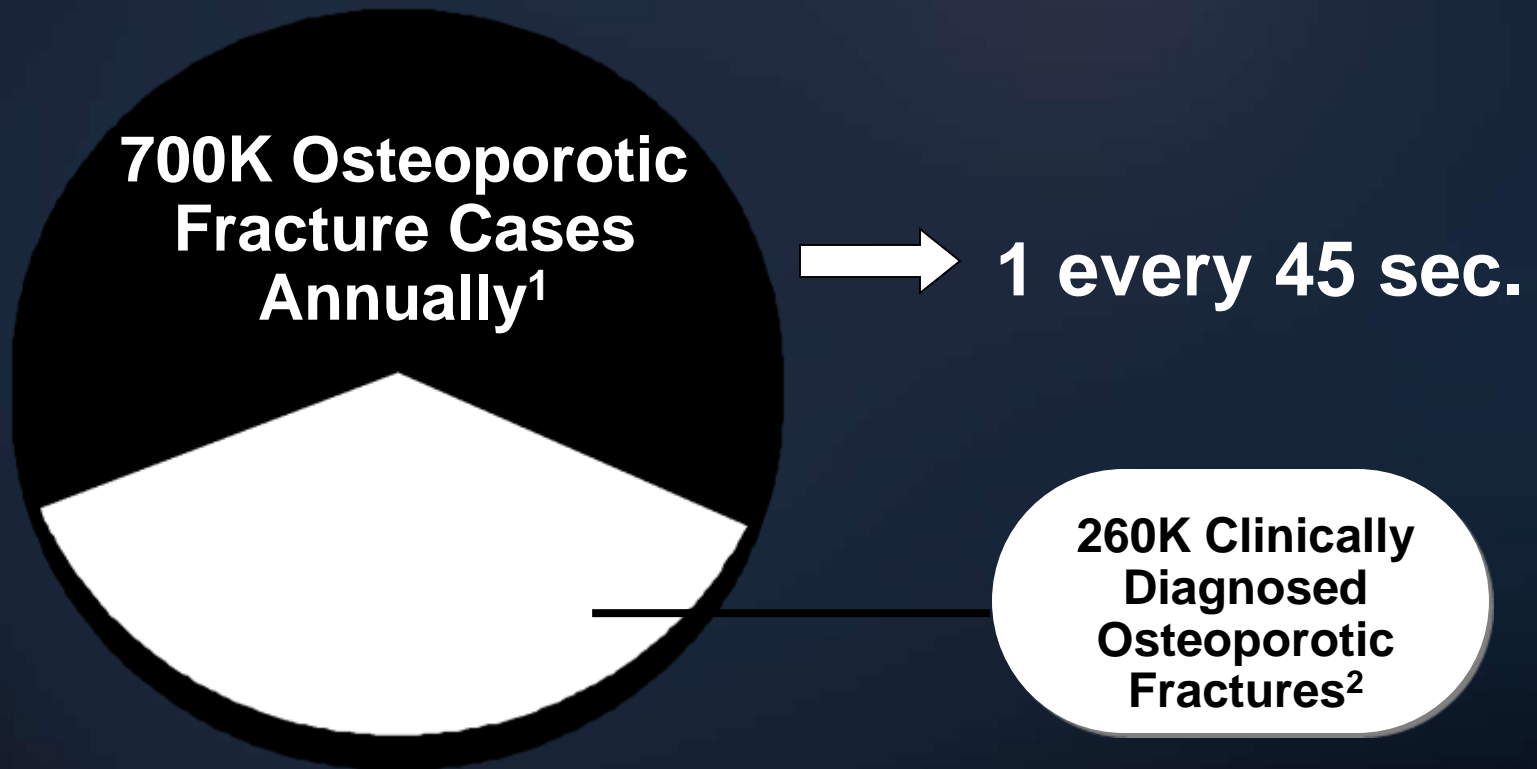 700K Osteoporotic
Fracture Cases
Annually¹
1 every 45 sec.
260K Clinically
Diagnosed
Osteoporotic
Fractures²